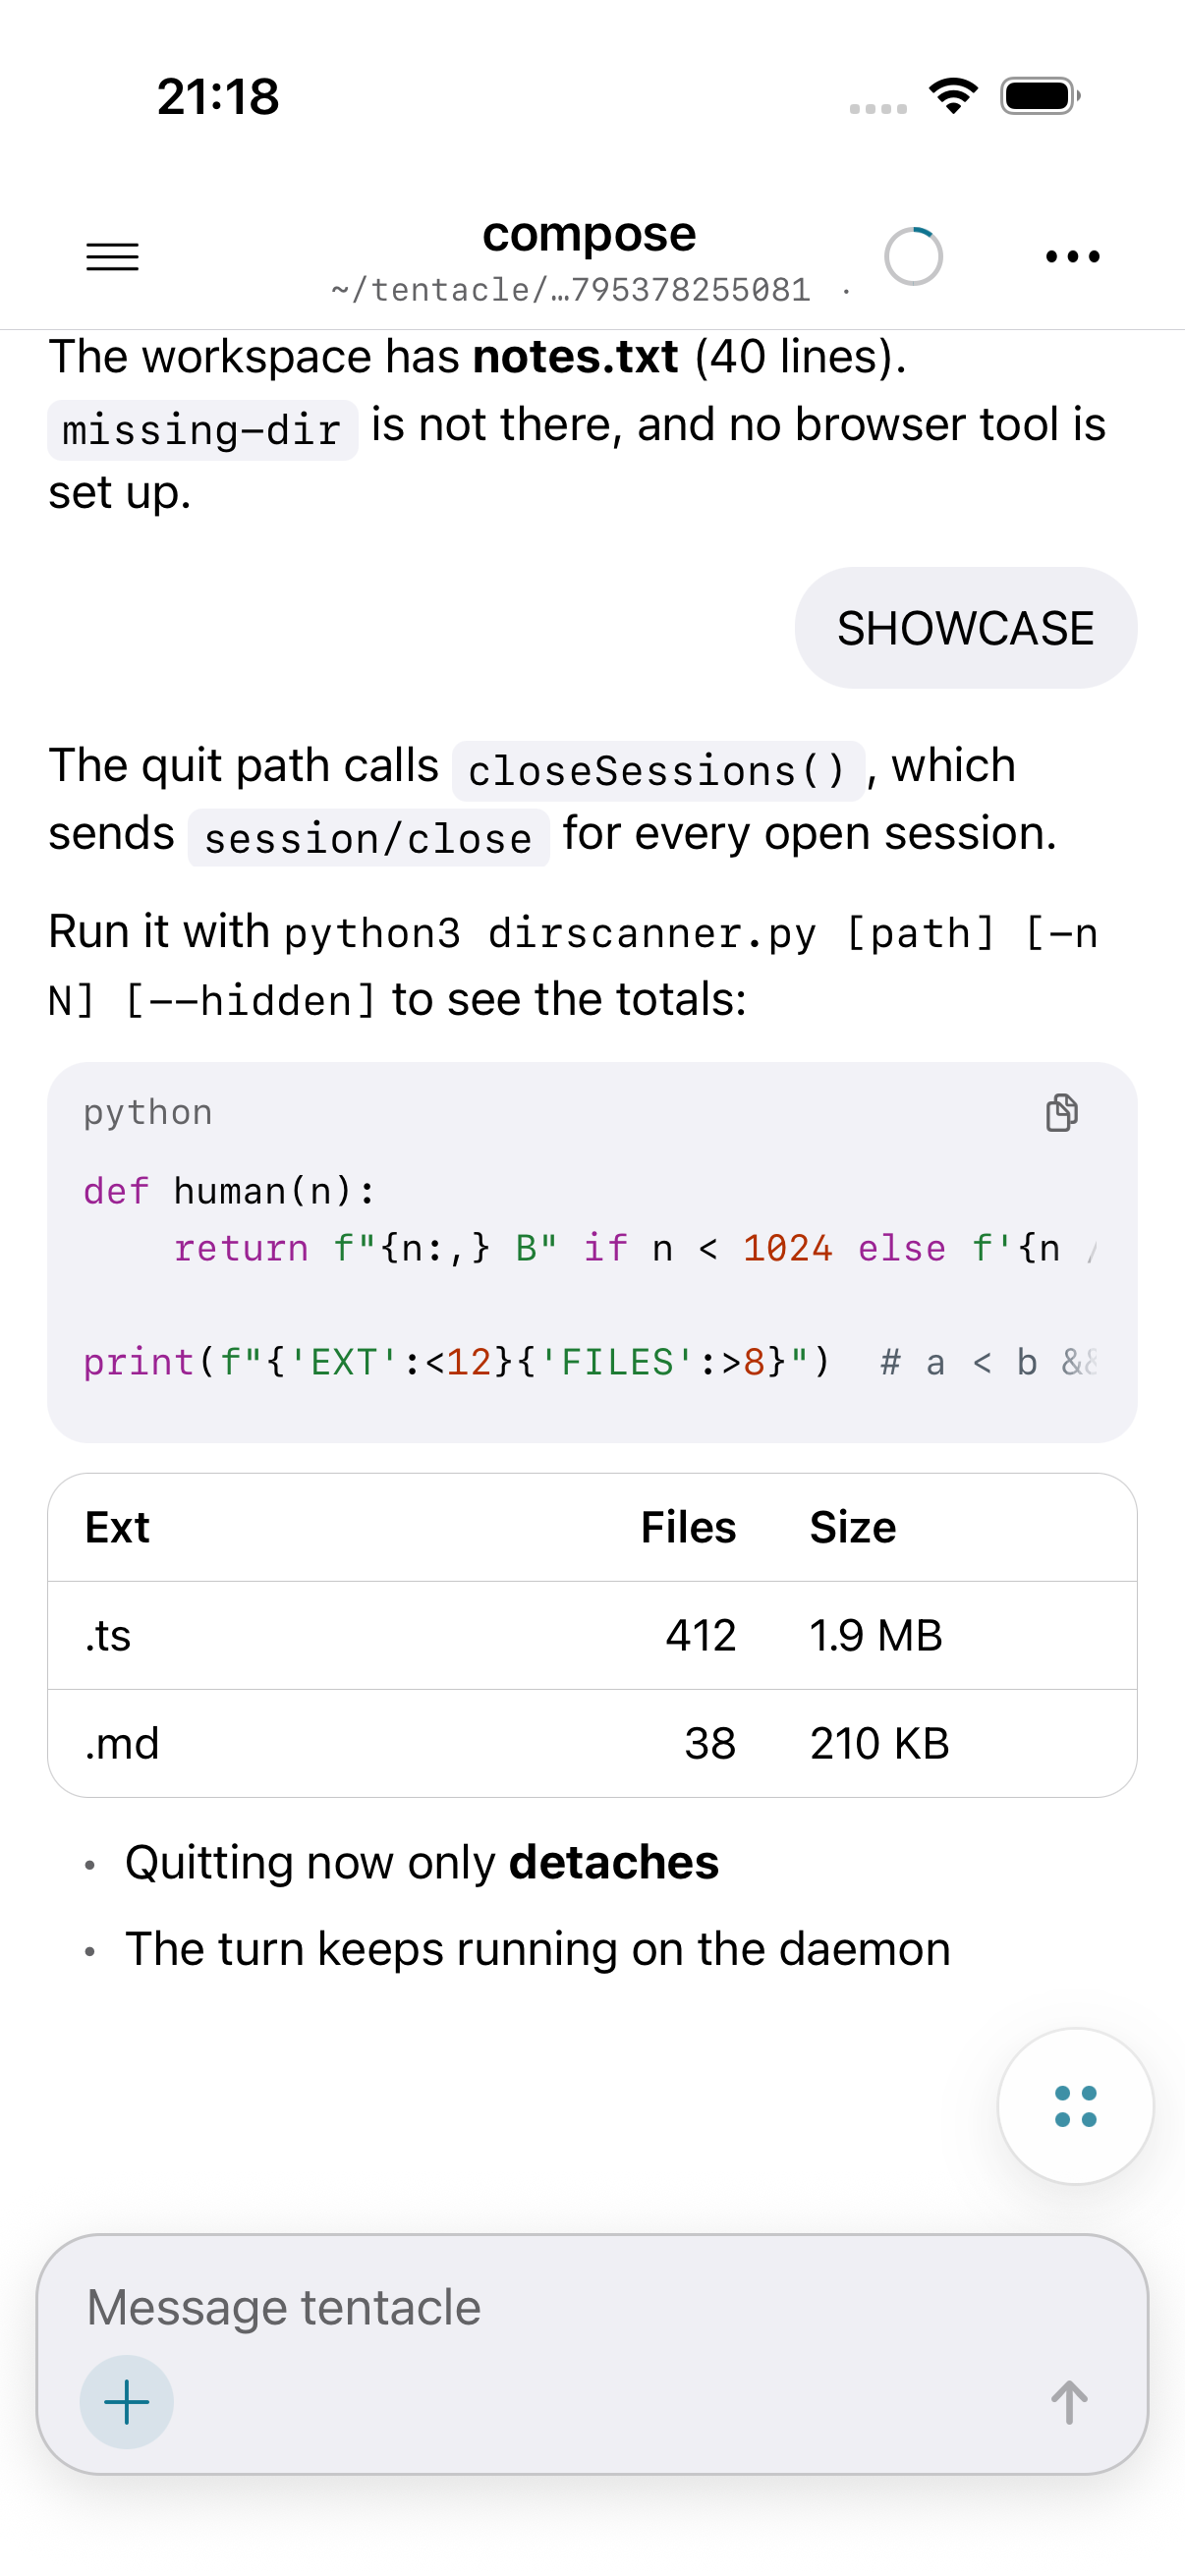 21:18
compose
~/tentacle/…795378255081 ·
The workspace has notes.txt (40 lines).
missing-dir is not there, and no browser tool is
set up.
SHOWCASE
The quit path calls closeSessions(), which
sends session/close for every open session.
Run it with python3 dirscanner.py [path] [-n
N] [--hidden] to see the totals:
python
def human(n):
    return f"{n:,} B" if n < 1024 else f'{n /
print(f"{'EXT':<12}{'FILES':>8}")  # a < b &&
Ext Files Size
.ts 412 1.9 MB
.md 38 210 KB
• Quitting now only detaches
• The turn keeps running on the daemon
Message tentacle